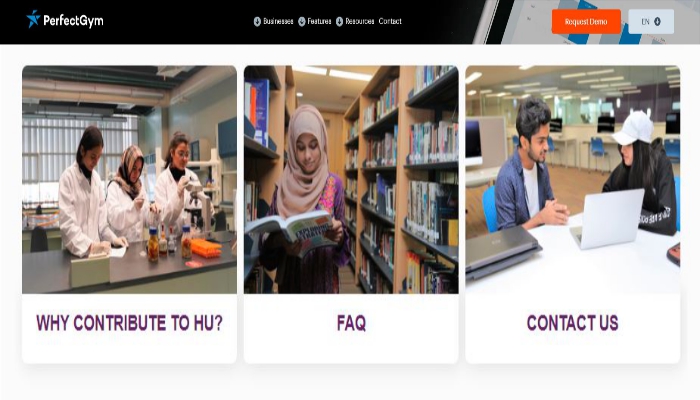 PerfectGym
Businesses Features Resources Contact
Request Demo
EN
WHY CONTRIBUTE TO HU?
FAQ
CONTACT US